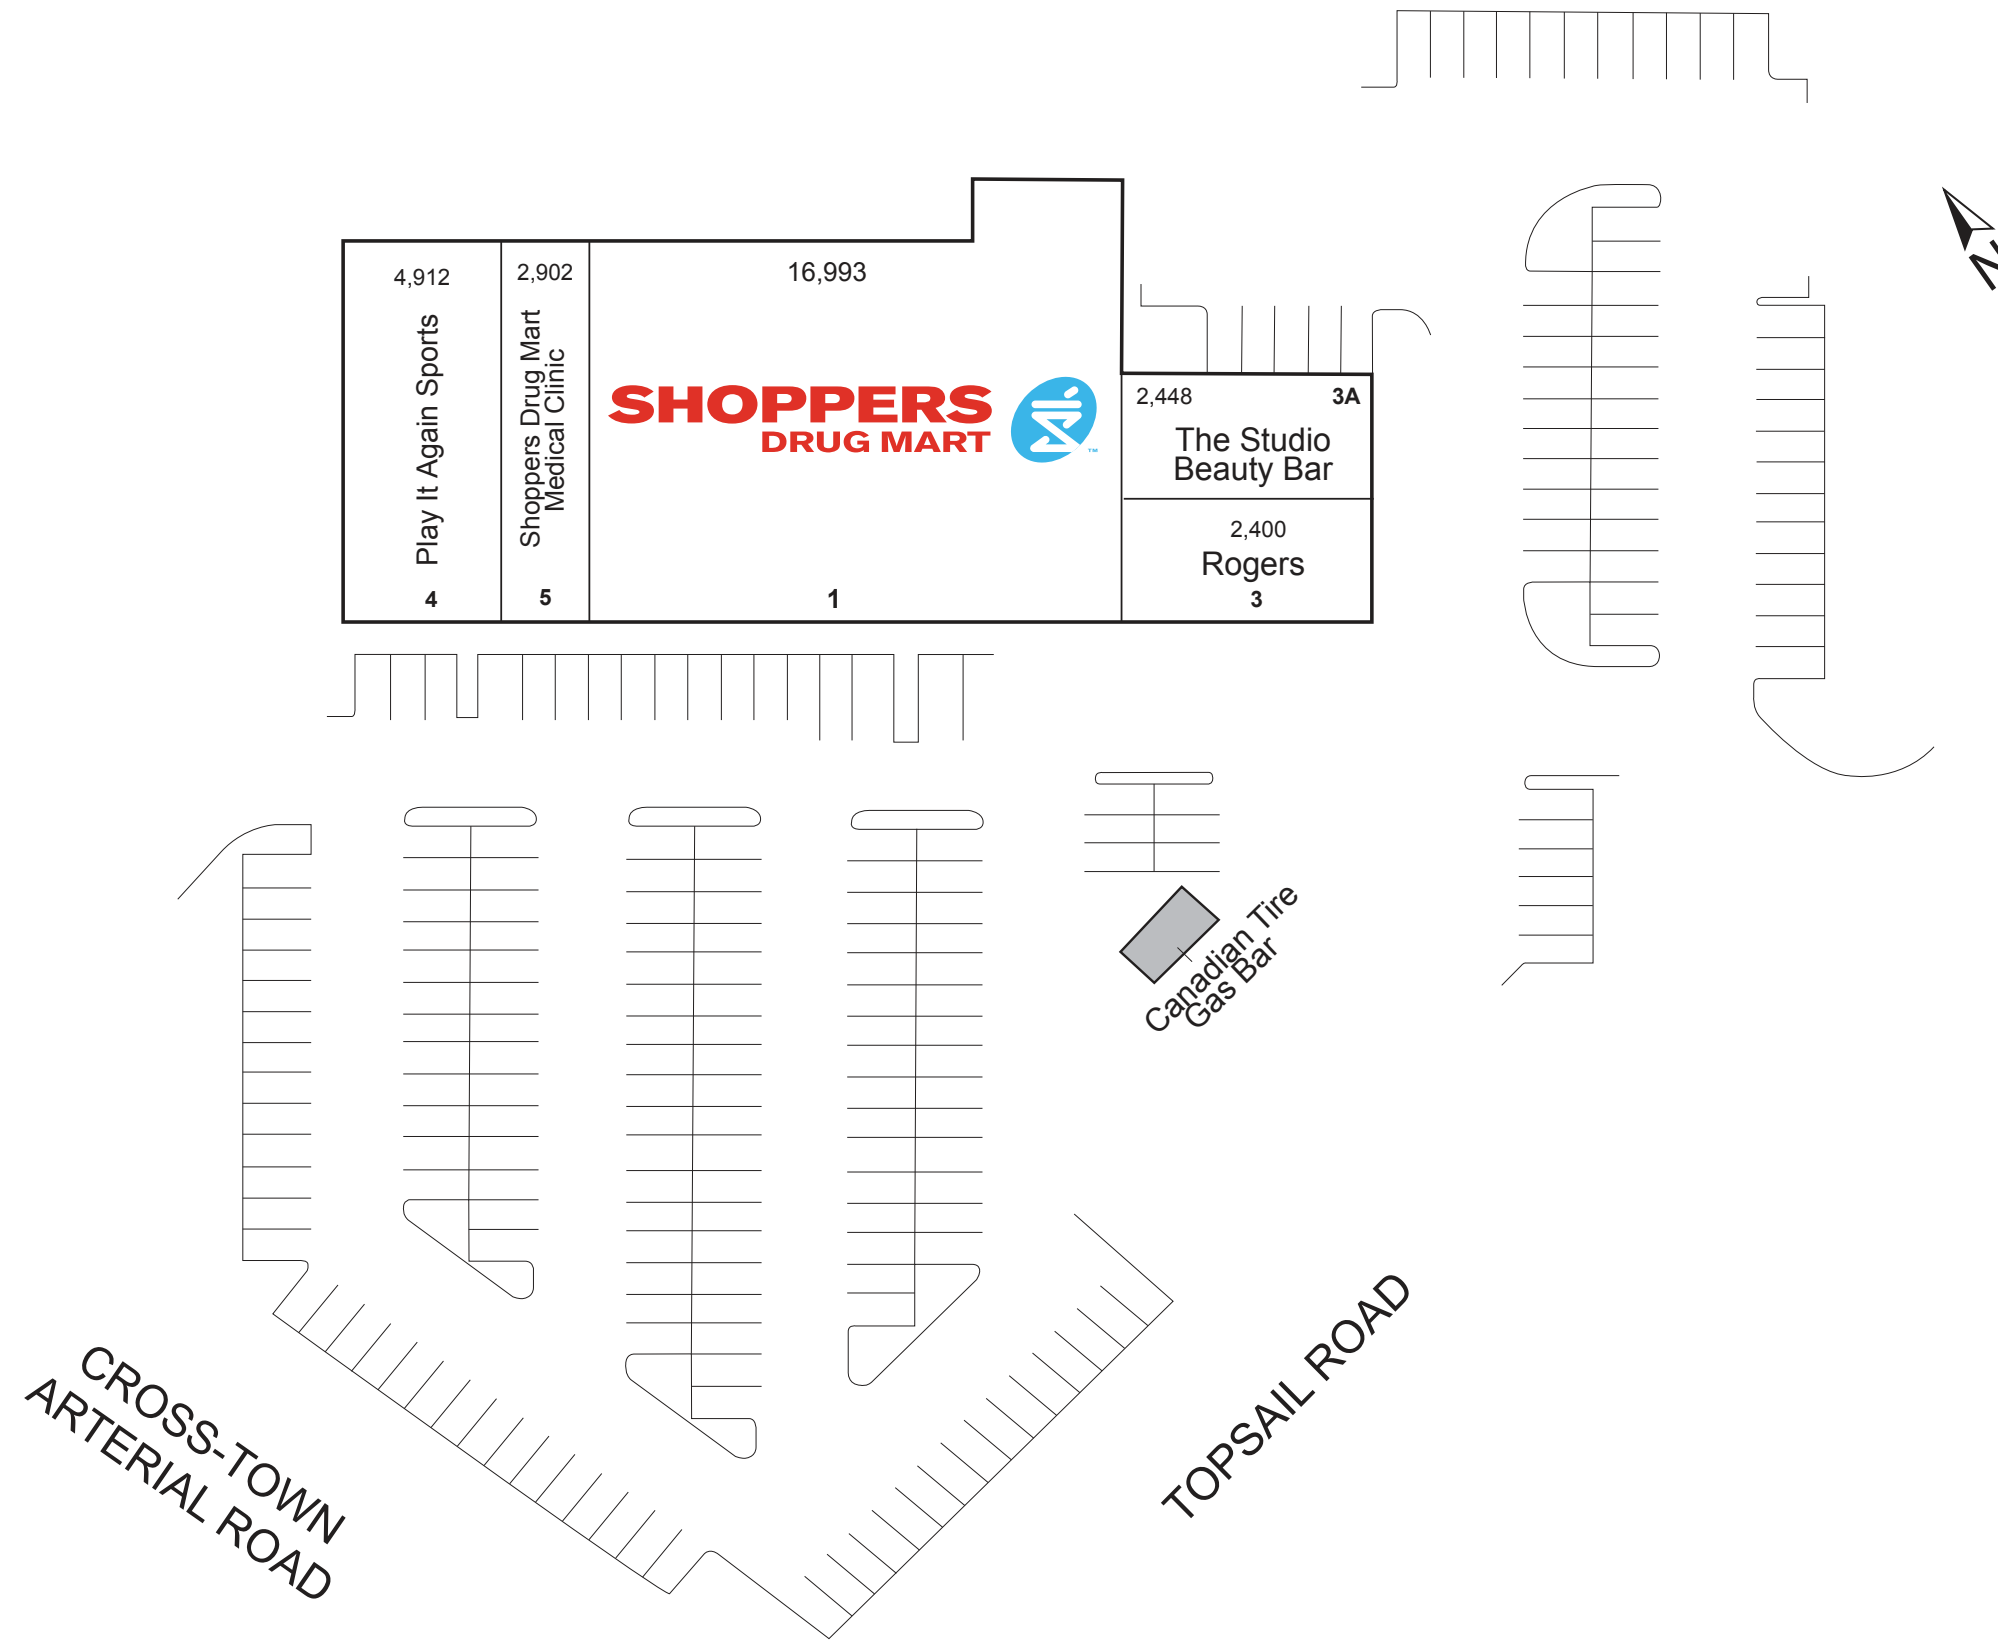 N
4,912
Play It Again Sports
4
2,902
Shoppers Drug Mart
Medical Clinic
5
16,993
SHOPPERS
DRUG MART
TM
1
2,448
3A
The Studio
Beauty Bar
2,400
Rogers
3
Canadian Tire
Gas Bar
CROSS-TOWN
ARTERIAL ROAD
TOPSAIL ROAD